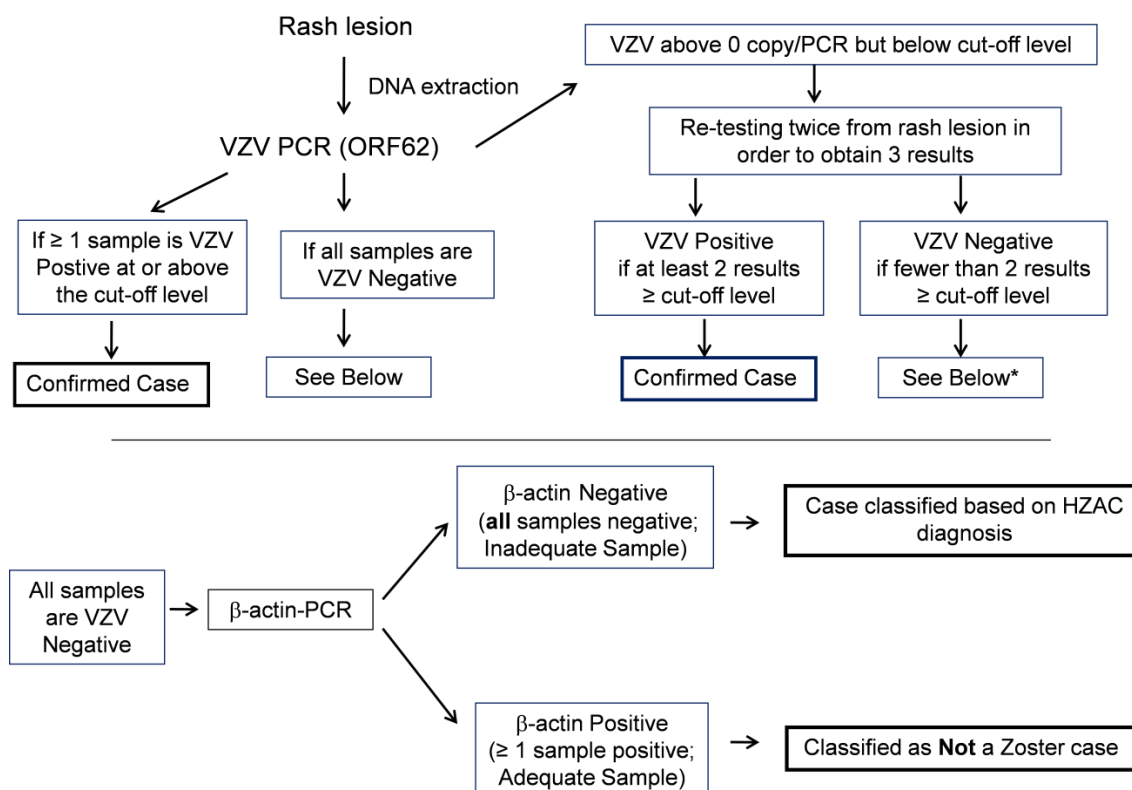 Rash lesion
DNA extraction
VZV PCR (ORF62)
If ≥ 1 sample is VZV
Postive at or above
the cut-off level
Confirmed Case
If all samples are
VZV Negative
See Below
VZV above 0 copy/PCR but below cut-off level
Re-testing twice from rash lesion in
order to obtain 3 results
VZV Positive
if at least 2 results
≥ cut-off level
Confirmed Case
VZV Negative
if fewer than 2 results
≥ cut-off level
See Below*
All samples
are VZV
Negative
β-actin-PCR
β-actin Negative
(all samples negative;
Inadequate Sample)
Case classified based on HZAC
diagnosis
β-actin Positive
(≥ 1 sample positive;
Adequate Sample)
Classified as Not a Zoster case